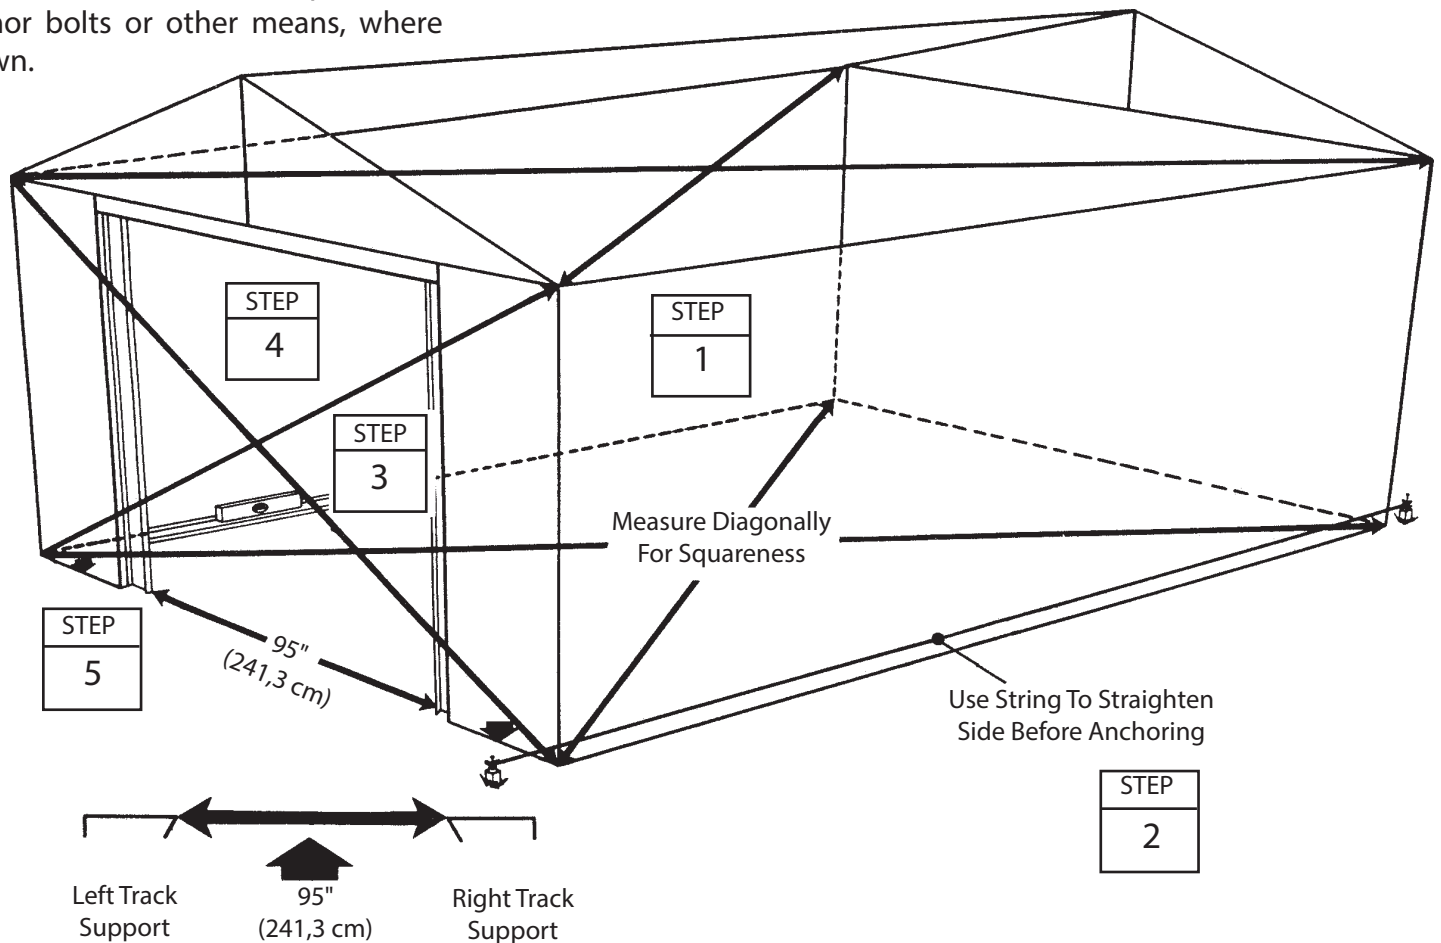 or bolts or other means, where
STEP
4
STEP
1
STEP
3
Measure Diagonally
For Squareness
STEP
5
95"
(241,3 cm)
Use String To Straighten
Side Before Anchoring
STEP
2
Left Track
Support
95"
(241,3 cm)
Right Track
Support